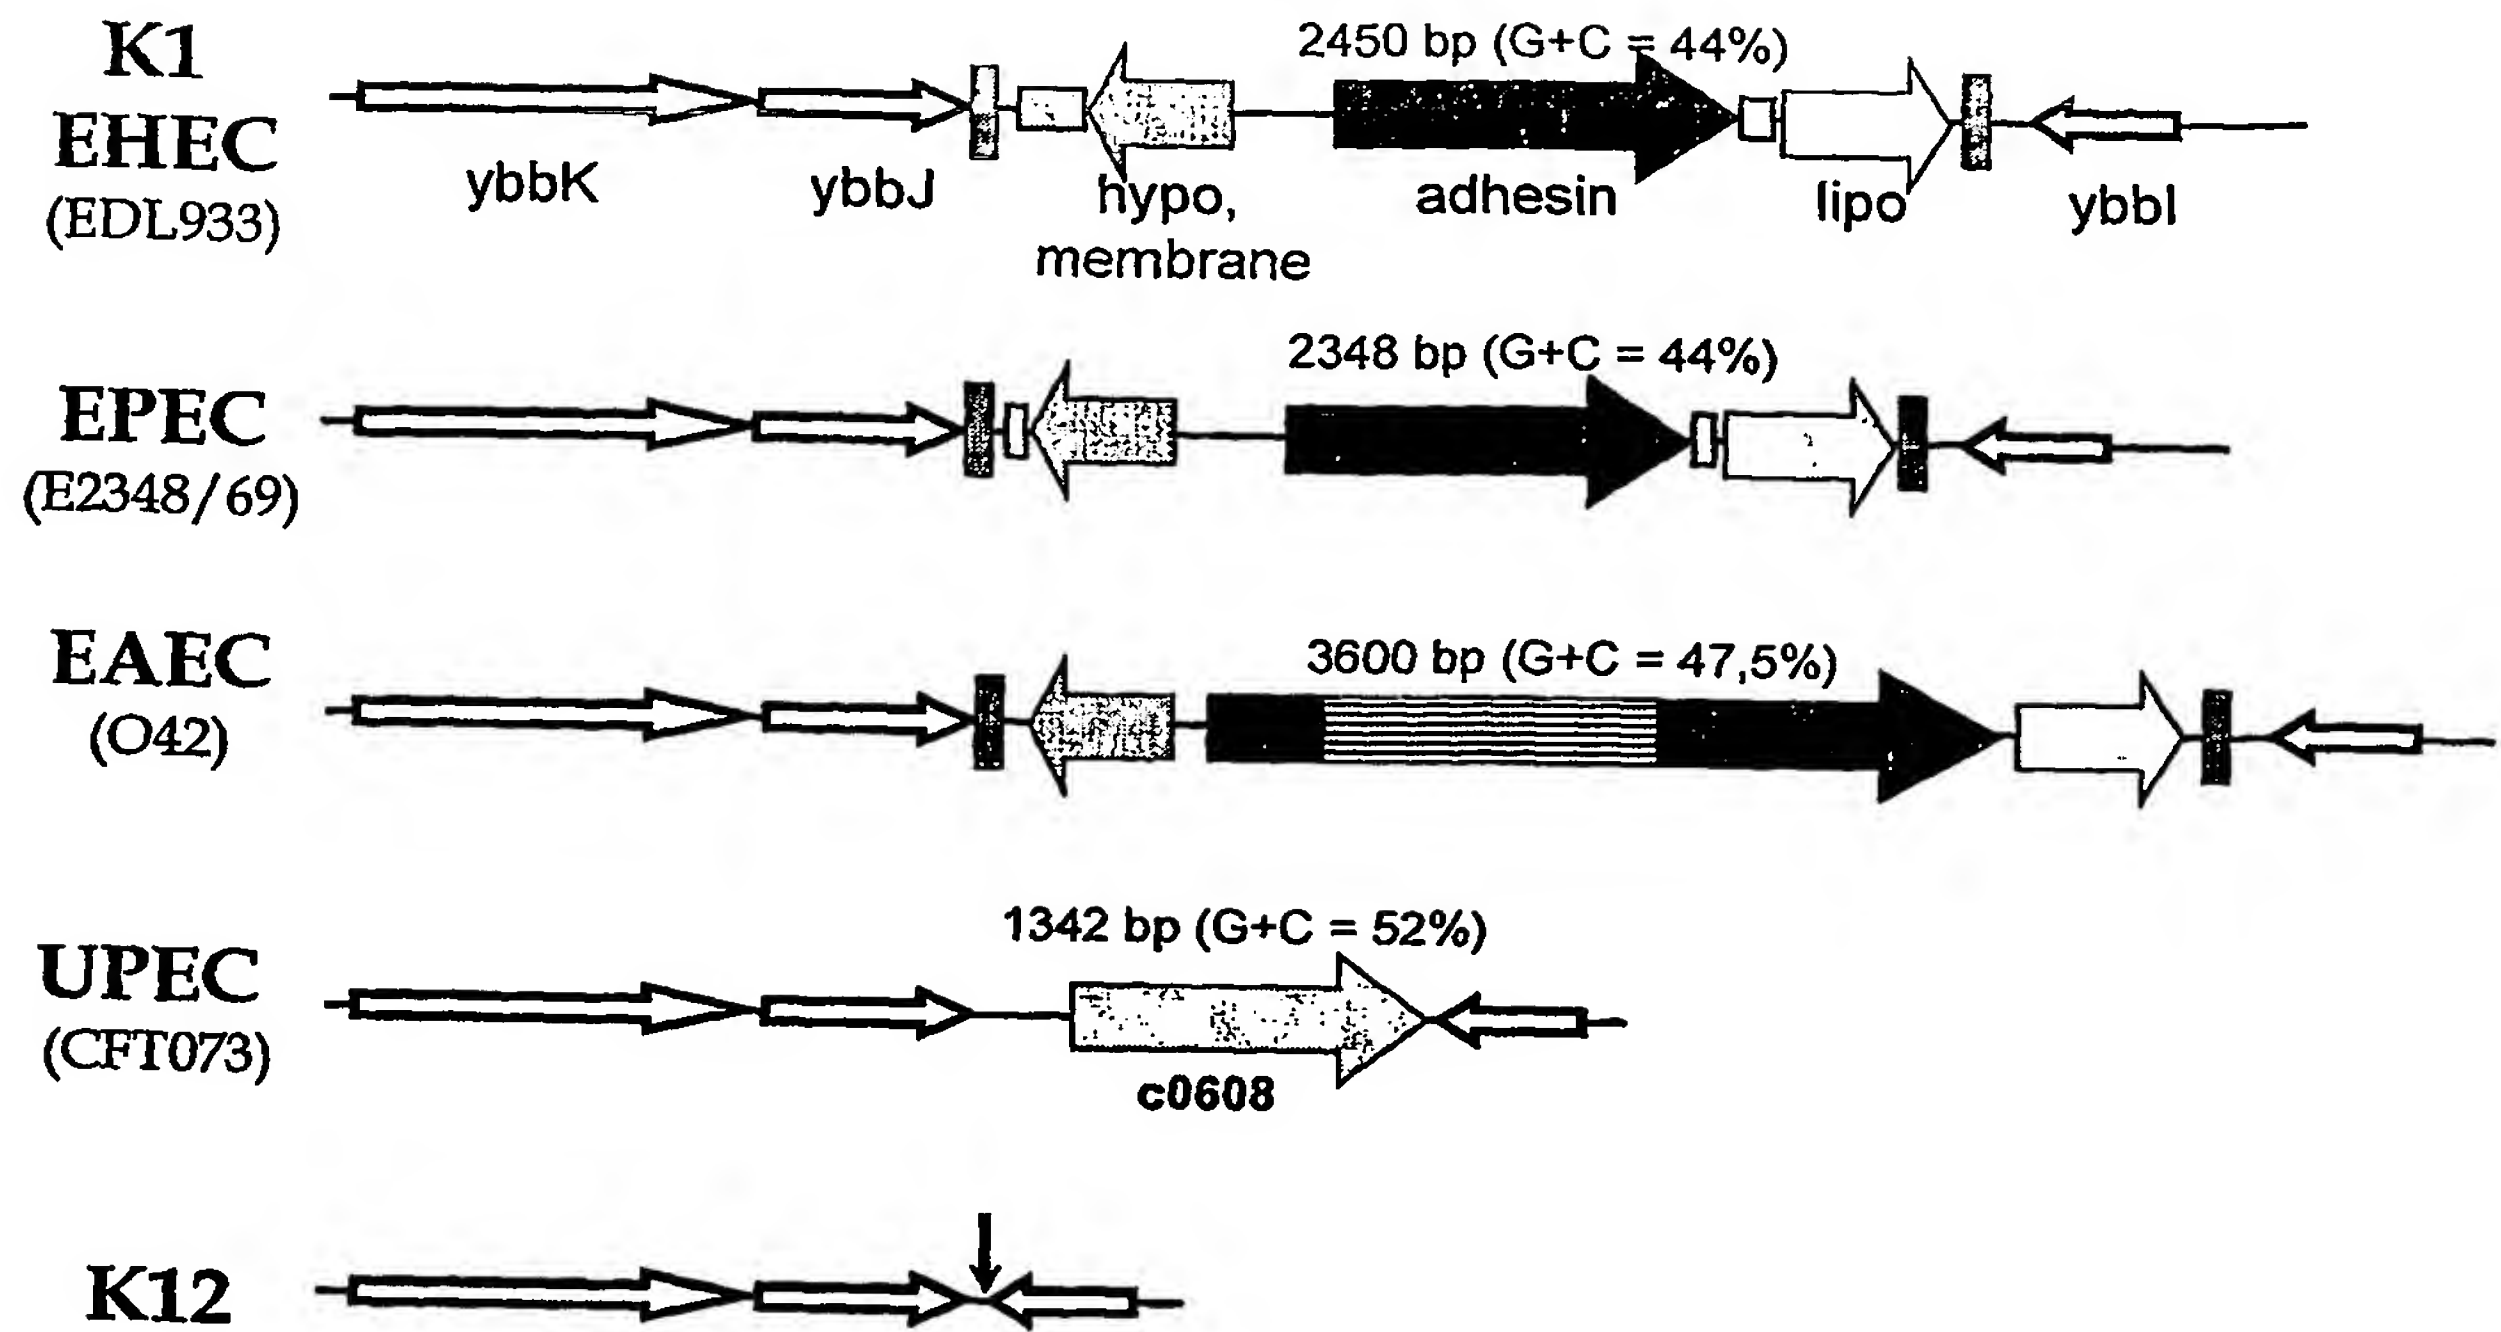 K1
EHEC
(EDL933)
2450 bp (G+C = 44%)
ybbK
ybbJ
hypo,
membrane
adhesin
lipo
ybbI
EPEC
(E2348/69)
2348 bp (G+C = 44%)
EAEC
(O42)
3600 bp (G+C = 47,5%)
UPEC
(CFT073)
1342 bp (G+C = 52%)
c0608
K12